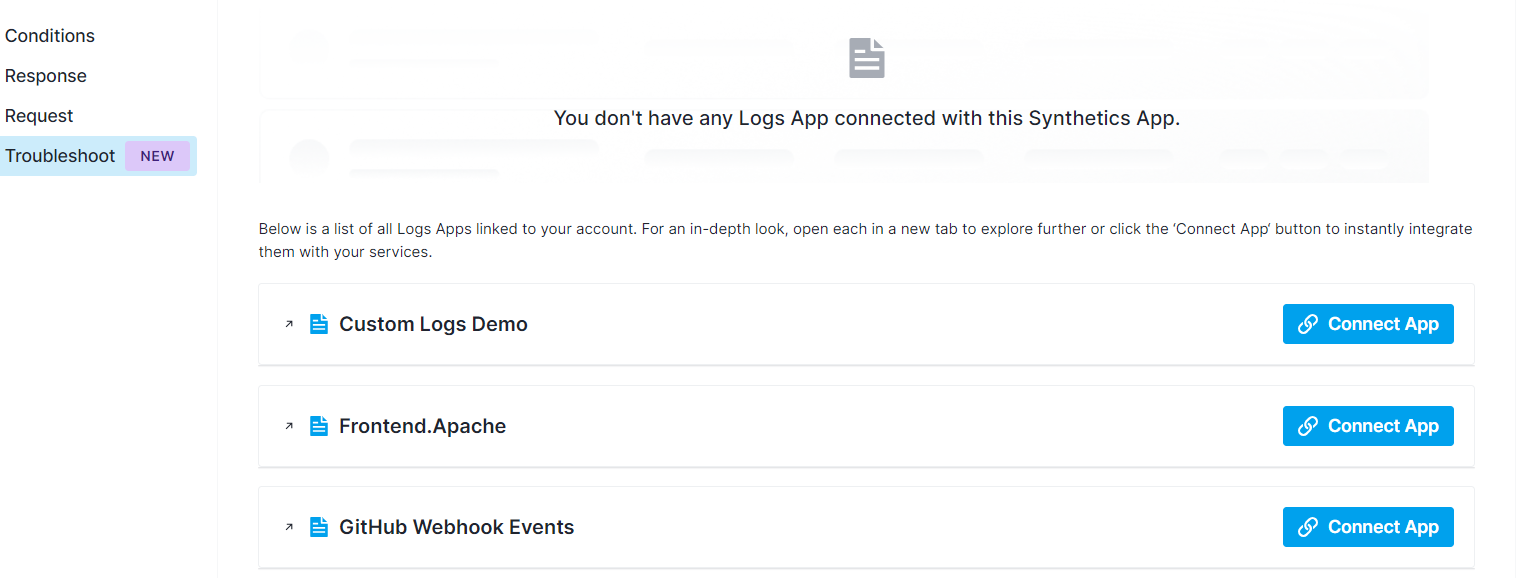 Conditions
Response
Request
Troubleshoot NEW
You don't have any Logs App connected with this Synthetics App.
Below is a list of all Logs Apps linked to your account. For an in-depth look, open each in a new tab to explore further or click the ‘Connect App‘ button to instantly integrate
them with your services.
Custom Logs Demo Connect App
Frontend.Apache Connect App
GitHub Webhook Events Connect App